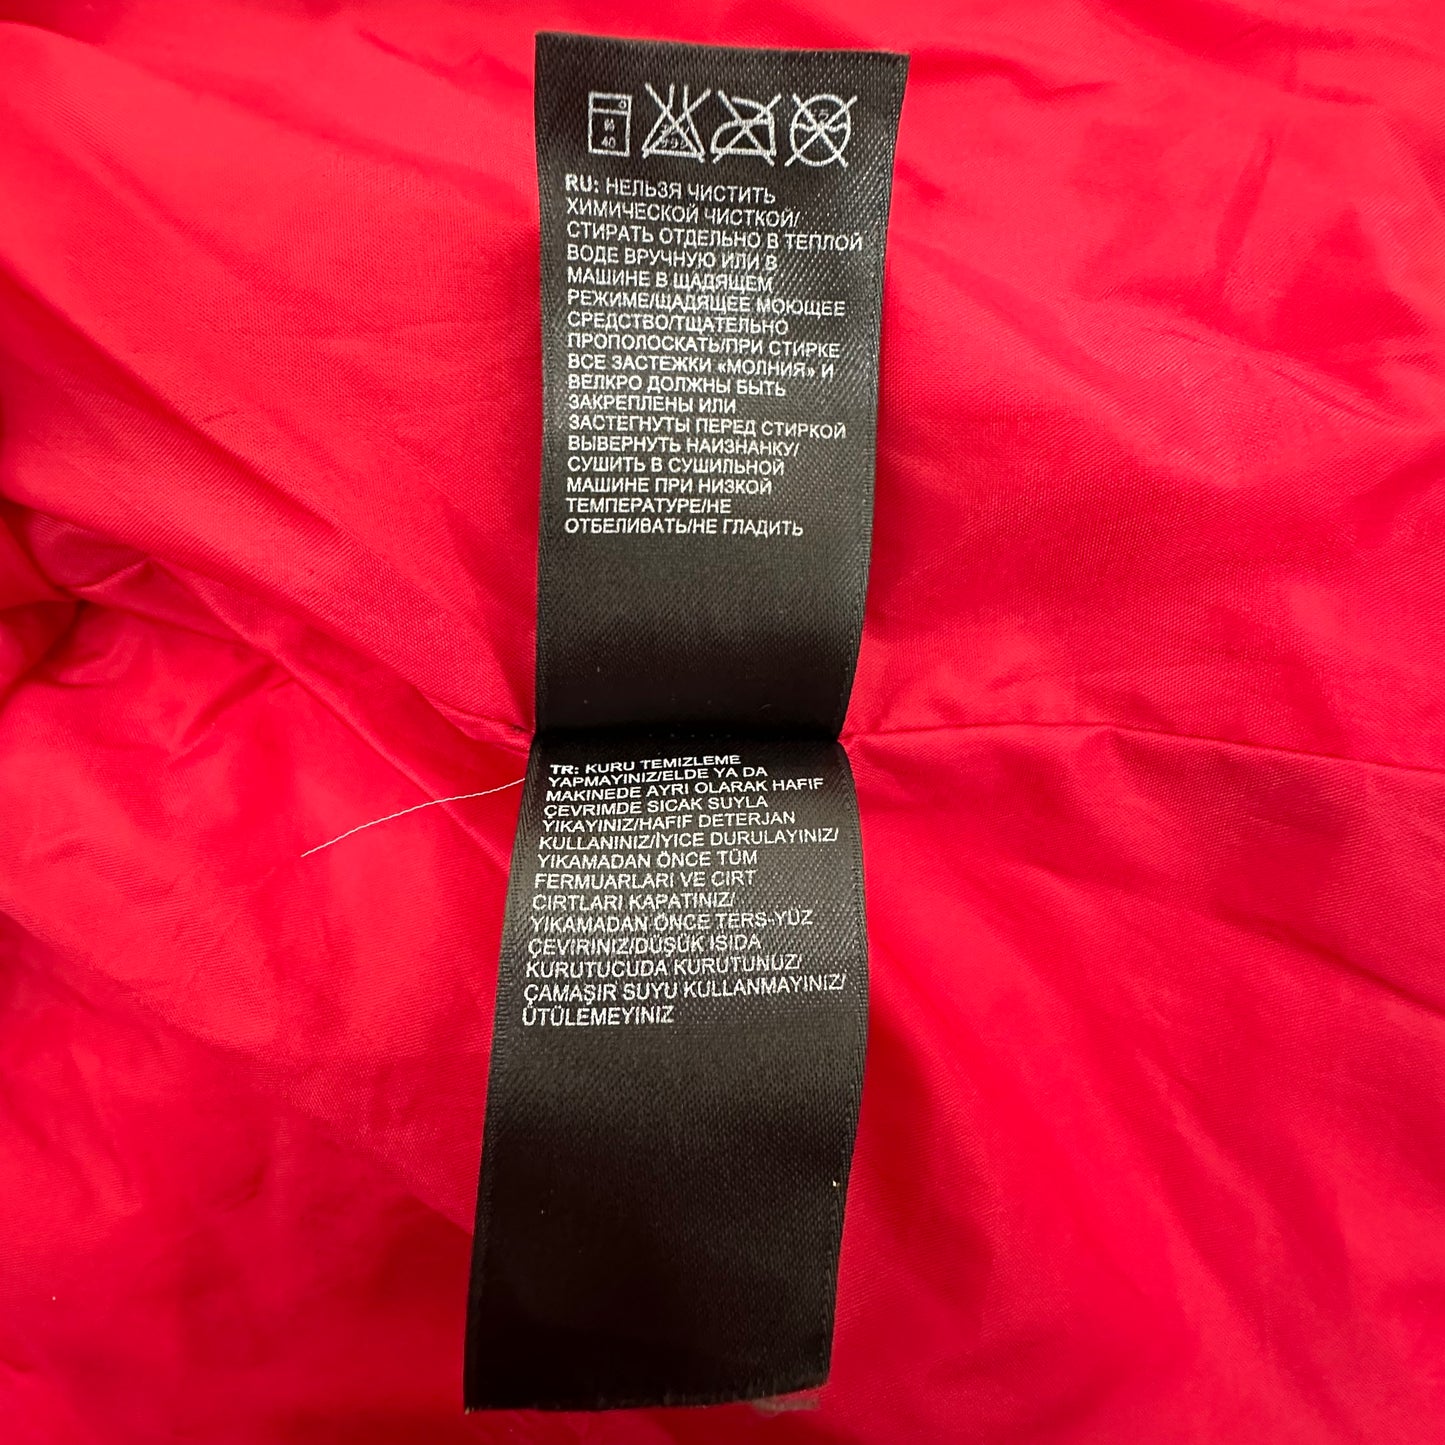 RU: НЕЛЬЗЯ ЧИСТИТЬ
ХИМИЧЕСКОЙ ЧИСТКОЙ/
СТИРАТЬ ОТДЕЛЬНО В ТЕПЛОЙ
ВОДЕ ВРУЧНУЮ ИЛИ В
МАШИНЕ В ЩАДЯЩЕМ
РЕЖИМЕ/ЩАДЯЩЕЕ МОЮЩЕЕ
СРЕДСТВО/ТЩАТЕЛЬНО
ПРОПОЛОСКАТЬ/ПРИ СТИРКЕ
ВСЕ ЗАСТЕЖКИ «МОЛНИЯ» И
ВЕЛКРО ДОЛЖНЫ БЫТЬ
ЗАКРЕПЛЕНЫ ИЛИ
ЗАСТЕГНУТЫ ПЕРЕД СТИРКОЙ
ВЫВЕРНУТЬ НАИЗНАНКУ/
СУШИТЬ В СУШИЛЬНОЙ
МАШИНЕ ПРИ НИЗКОЙ
ТЕМПЕРАТУРЕ/НЕ
ОТБЕЛИВАТЬ/НЕ ГЛАДИТЬ
TR: KURU TEMIZLEME
YAPMAYINIZ/ELDE YA DA
MAKINEDE AYRI OLARAK HAFIF
ÇEVRIMDE SICAK SUYLA
YIKAYINIZ/HAFIF DETERJAN
KULLANINIZ/İYICE DURULAYINIZ/
YIKAMADAN ÖNCE TÜM
FERMUARLARI VE CIRT
CIRTLARI KAPATINIZ/
YIKAMADAN ÖNCE TERS-YÜZ
ÇEVIRINIZ/DÜŞÜK ISIDA
KURUTUCUDA KURUTUNUZ/
ÇAMAŞIR SUYU KULLANMAYINIZ/
ÜTÜLEMEYINIZ